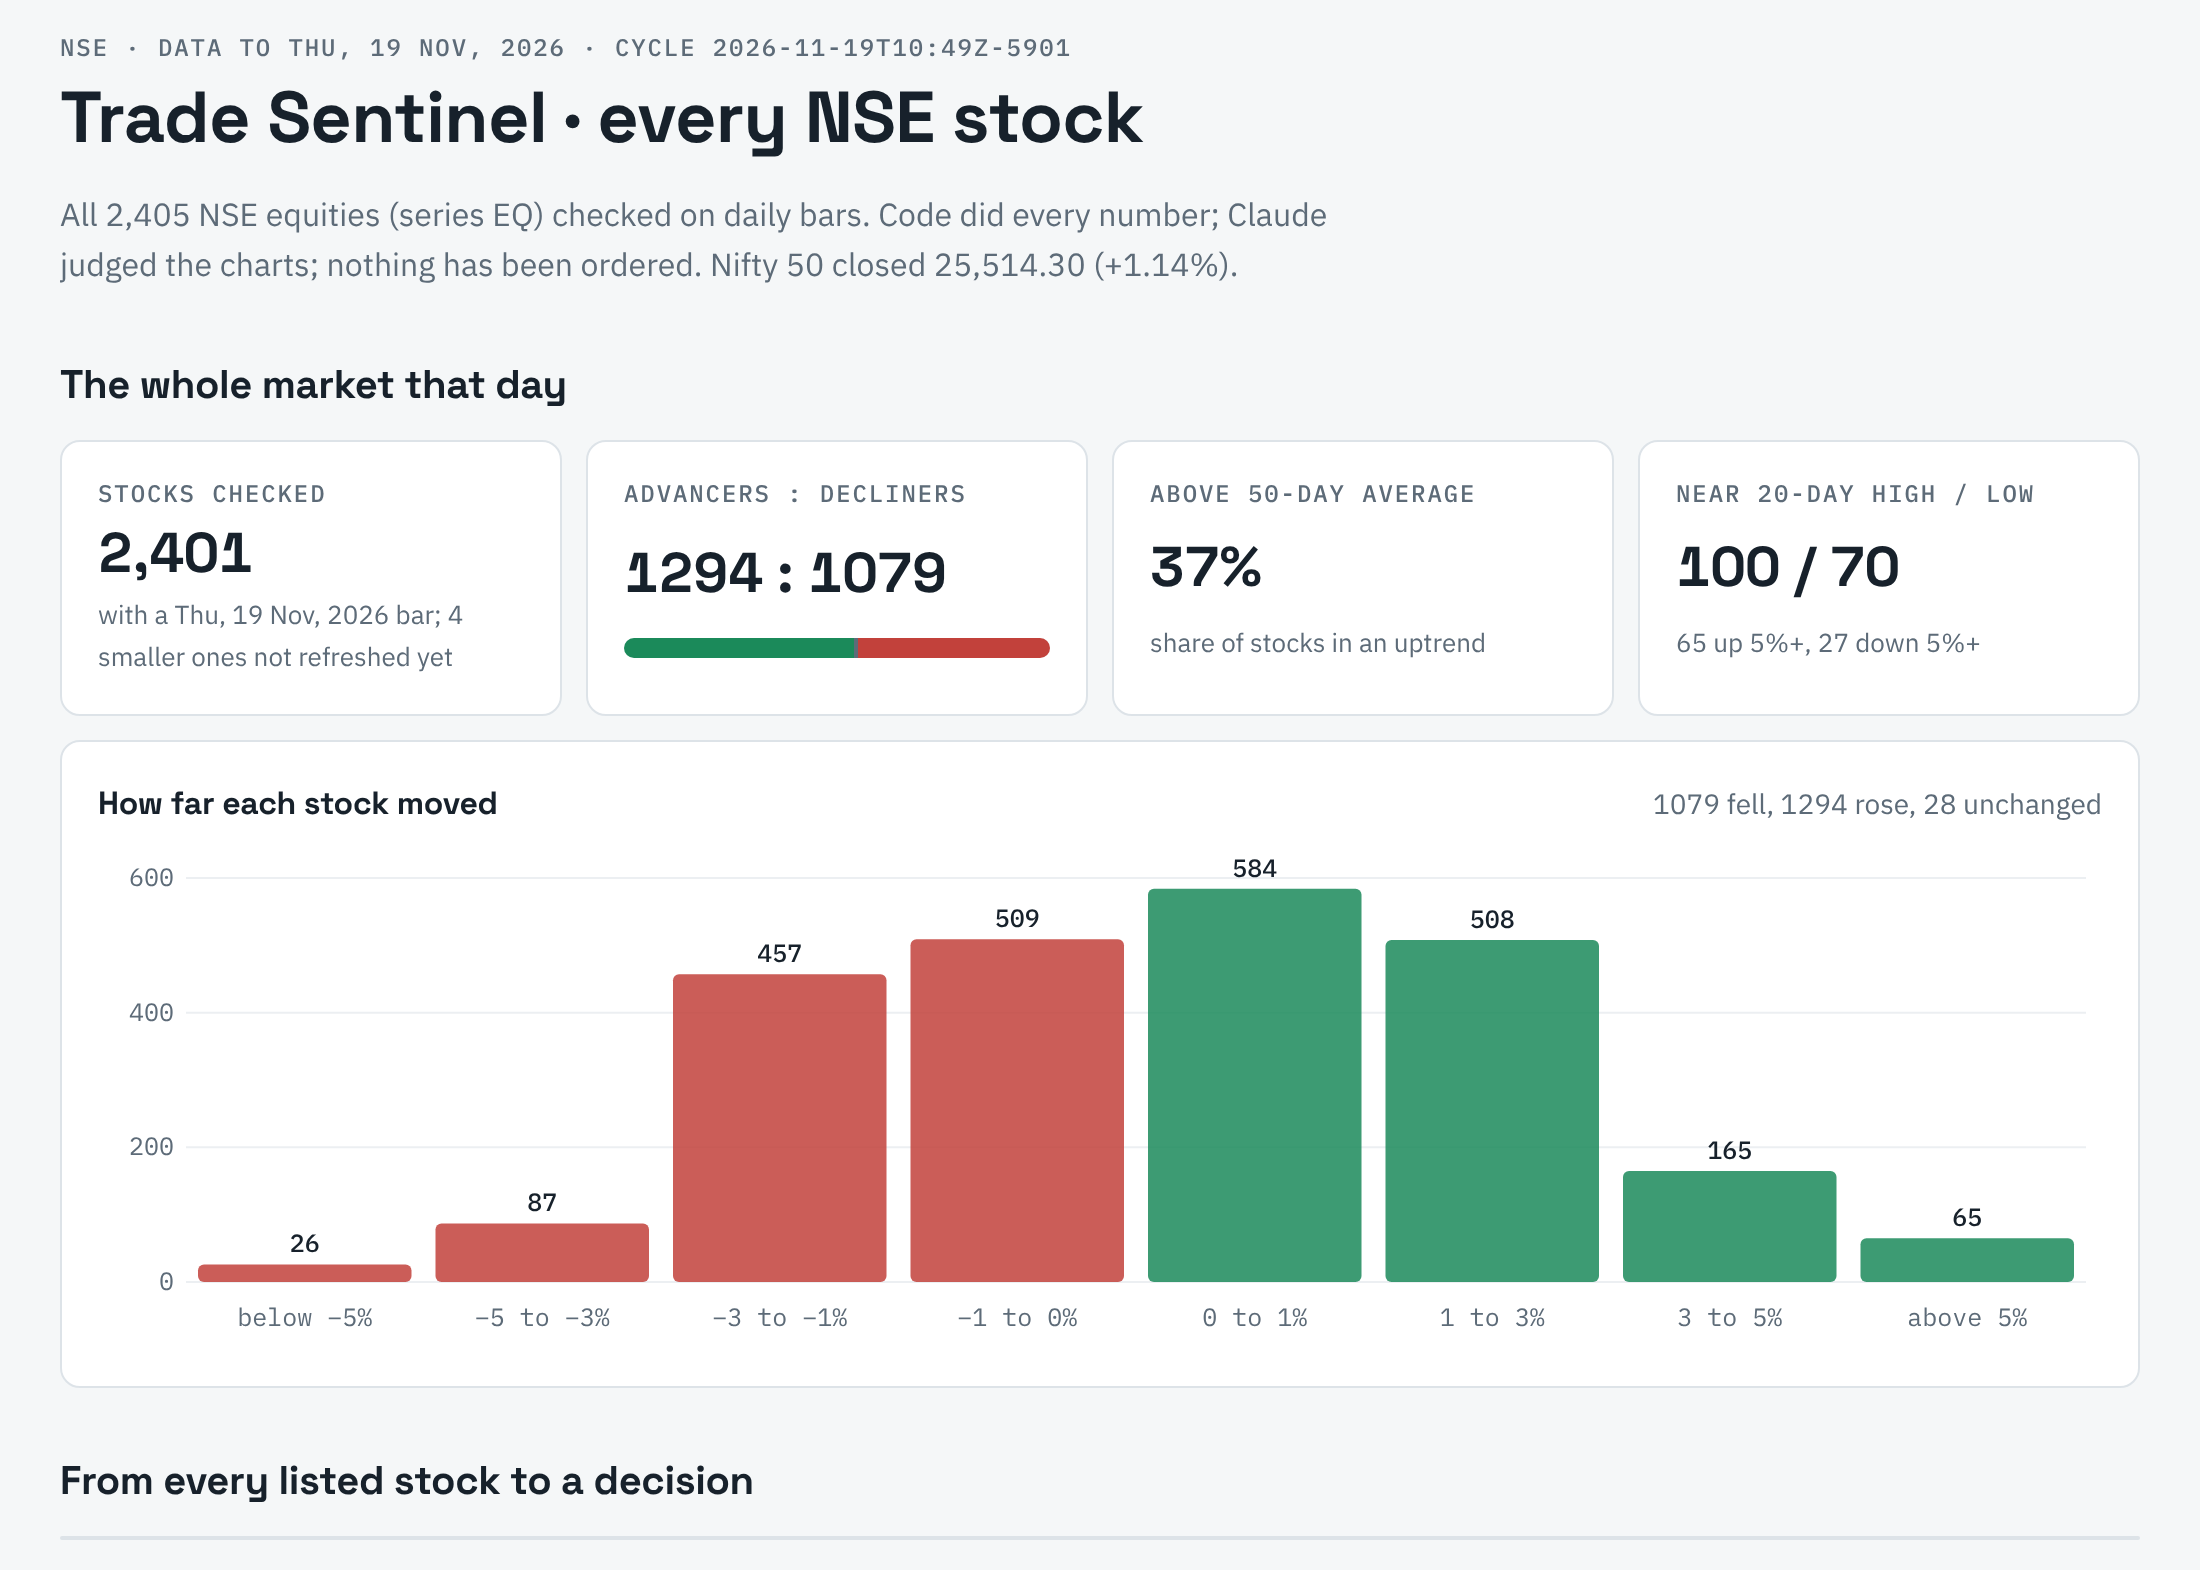 NSE · DATA TO THU, 19 NOV, 2026 · CYCLE 2026-11-19T10:49Z-5901
Trade Sentinel · every NSE stock
All 2,405 NSE equities (series EQ) checked on daily bars. Code did every number; Claude
judged the charts; nothing has been ordered. Nifty 50 closed 25,514.30 (+1.14%).
The whole market that day
STOCKS CHECKED
2,401
with a Thu, 19 Nov, 2026 bar; 4
smaller ones not refreshed yet
ADVANCERS : DECLINERS
1294 : 1079
ABOVE 50-DAY AVERAGE
37%
share of stocks in an uptrend
NEAR 20-DAY HIGH / LOW
100 / 70
65 up 5%+, 27 down 5%+
How far each stock moved
1079 fell, 1294 rose, 28 unchanged
600
400
200
0
26
87
457
509
584
508
165
65
below −5%
−5 to −3%
−3 to −1%
−1 to 0%
0 to 1%
1 to 3%
3 to 5%
above 5%
From every listed stock to a decision